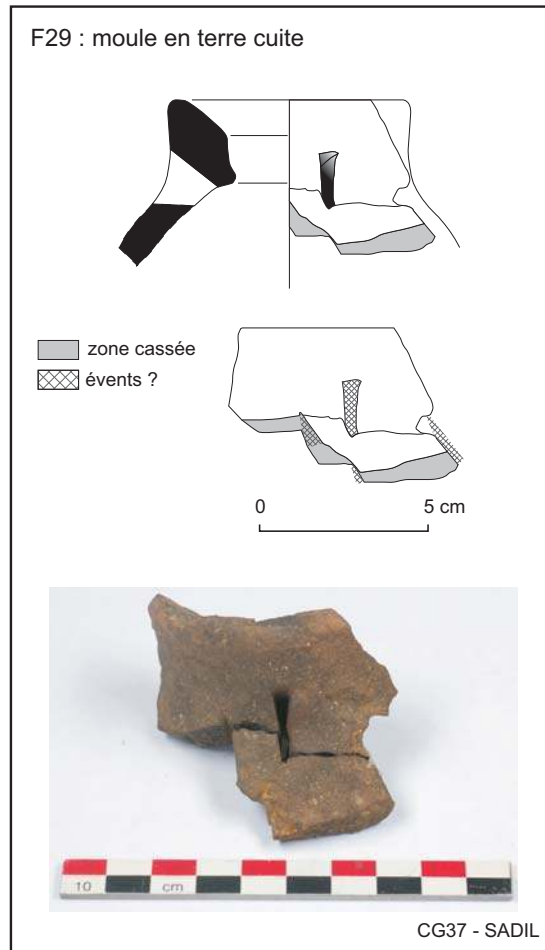 F29 : moule en terre cuite
zone cassée
évents ?
0 5 cm
10 cm
CG37 - SADIL